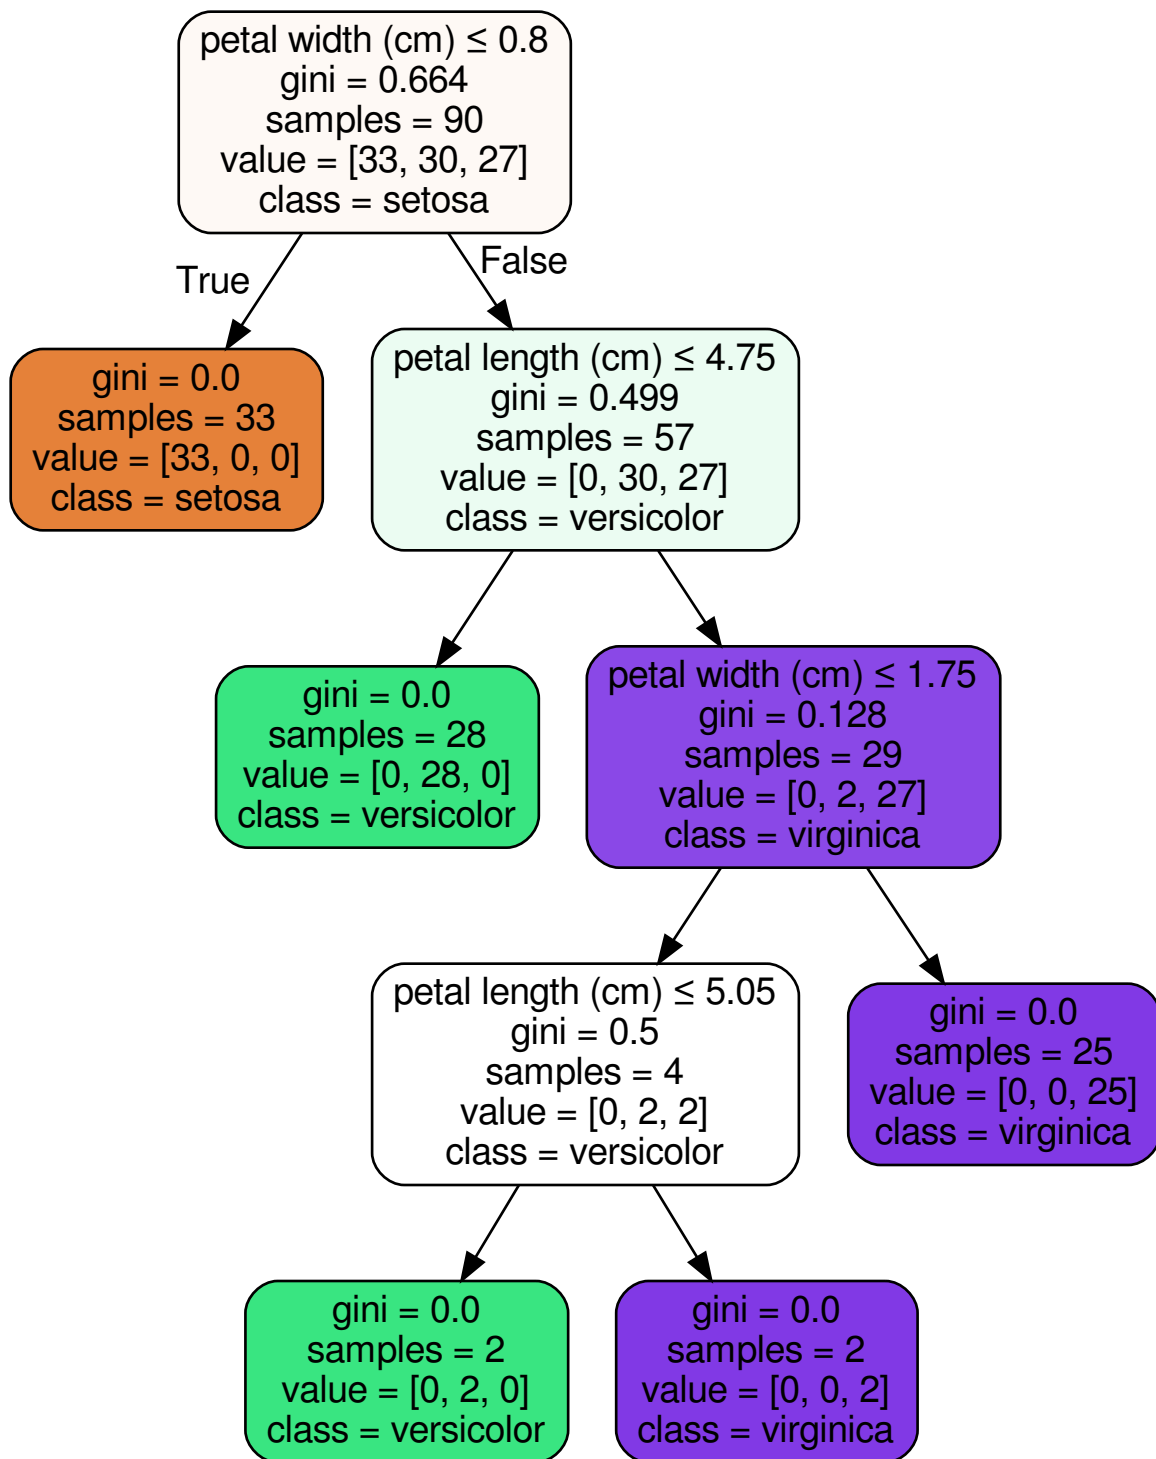 petal width (cm) ≤ 0.8
gini = 0.664
samples = 90
value = [33, 30, 27]
class = setosa
True
False
gini = 0.0
samples = 33
value = [33, 0, 0]
class = setosa
petal length (cm) ≤ 4.75
gini = 0.499
samples = 57
value = [0, 30, 27]
class = versicolor
gini = 0.0
samples = 28
value = [0, 28, 0]
class = versicolor
petal width (cm) ≤ 1.75
gini = 0.128
samples = 29
value = [0, 2, 27]
class = virginica
petal length (cm) ≤ 5.05
gini = 0.5
samples = 4
value = [0, 2, 2]
class = versicolor
gini = 0.0
samples = 25
value = [0, 0, 25]
class = virginica
gini = 0.0
samples = 2
value = [0, 2, 0]
class = versicolor
gini = 0.0
samples = 2
value = [0, 0, 2]
class = virginica